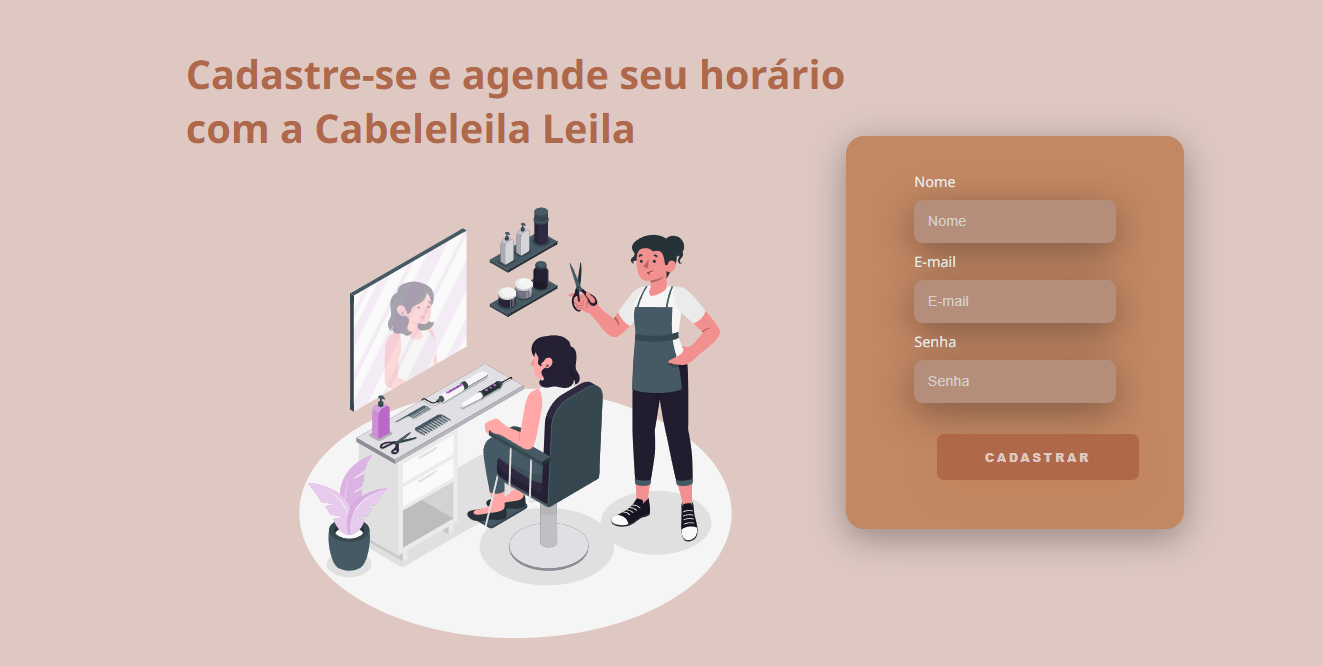 Cadastre-se e agende seu horário
com a Cabeleleila Leila
Nome
Nome
E-mail
E-mail
Senha
Senha
CADASTRAR